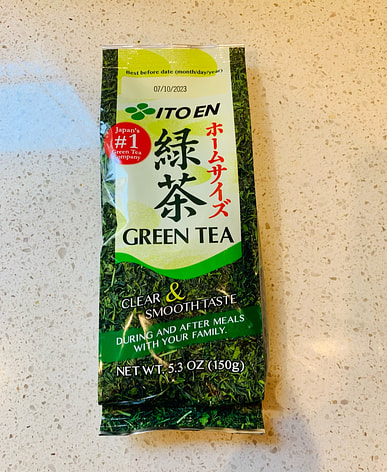 Best before date (month/day/year)
07/10/2023
ITO EN
Japan's
#1
Green Tea
Company
ホームサイズ
緑茶
GREEN TEA
CLEAR & SMOOTH TASTE
DURING AND AFTER MEALS
WITH YOUR FAMILY.
NET WT. 5.3 OZ (150g)